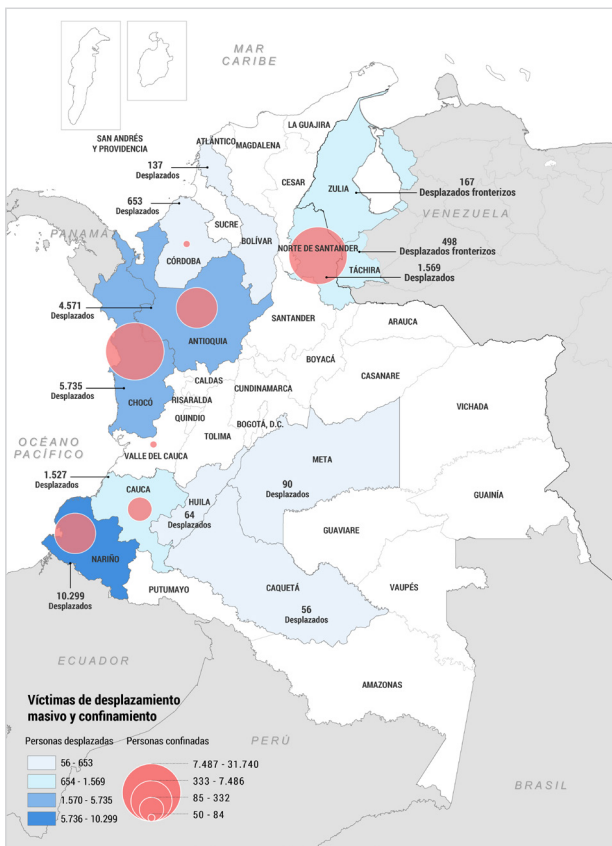 MAR
CARIBE
SAN ANDRÉS
Y PROVIDENCIA
LA GUAJIRA
ATLÁNTICO
MAGDALENA
137
Desplazados
CESAR
ZULIA
167
Desplazados fronterizos
653
Desplazados
VENEZUELA
PANAMÁ
SUCRE
BOLÍVAR
CÓRDOBA
NORTE DE SANTANDER
498
Desplazados fronterizos
TÁCHIRA
1.569
Desplazados
4.571
Desplazados
SANTANDER
ARAUCA
ANTIOQUIA
BOYACÁ
CASANARE
5.735
Desplazados
CHOCÓ
CALDAS
RISARALDA
CUNDINAMARCA
VICHADA
QUINDIO
BOGOTÁ, D.C.
TOLIMA
OCÉANO
PACÍFICO
VALLE DEL CAUCA
META
90
Desplazados
1.527
Desplazados
CAUCA
HUILA
64
Desplazados
GUAINÍA
GUAVIARE
NARIÑO
10.299
Desplazados
PUTUMAYO
CAQUETÁ
56
Desplazados
VAUPÉS
ECUADOR
AMAZONAS
PERÚ
BRASIL
Víctimas de desplazamiento
masivo y confinamiento
Personas desplazadas
56 - 653
654 - 1.569
1.570 - 5.735
5.736 - 10.299
Personas confinadas
7.487 - 31.740
333 - 7.486
85 - 332
50 - 84